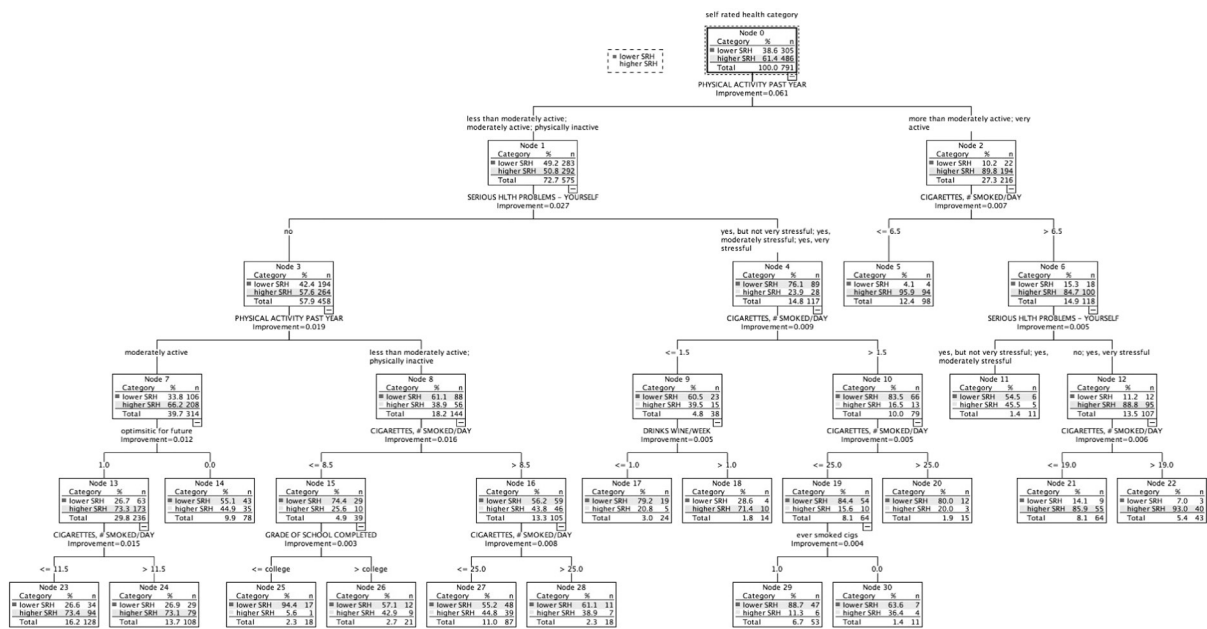 self rated health category
Node 0
Category % n
lower SRH 38.6 305
higher SRH 61.4 486
Total 100.0 791
lower SRH
higher SRH
PHYSICAL ACTIVITY PAST YEAR
Improvement=0.061
less than moderately active;
moderately active; physically inactive
more than moderately active; very
active
Node 1
Category % n
lower SRH 49.2 283
higher SRH 50.8 292
Total 72.7 575
Node 2
Category % n
lower SRH 10.2 22
higher SRH 89.8 194
Total 27.3 216
SERIOUS HLTH PROBLEMS - YOURSELF
Improvement=0.027
CIGARETTES, # SMOKED/DAY
Improvement=0.007
no
yes, but not very stressful; yes,
moderately stressful; yes, very
stressful
<= 6.5
> 6.5
Node 3
Category % n
lower SRH 42.4 194
higher SRH 57.6 264
Total 57.9 458
Node 4
Category % n
lower SRH 76.1 89
higher SRH 23.9 28
Total 14.8 117
Node 5
Category % n
lower SRH 4.1 4
higher SRH 95.9 94
Total 12.4 98
Node 6
Category % n
lower SRH 15.3 18
higher SRH 84.7 100
Total 14.9 118
PHYSICAL ACTIVITY PAST YEAR
Improvement=0.019
CIGARETTES, # SMOKED/DAY
Improvement=0.009
SERIOUS HLTH PROBLEMS - YOURSELF
Improvement=0.005
moderately active
less than moderately active;
physically inactive
<= 1.5
> 1.5
yes, but not very stressful; yes,
moderately stressful
no; yes, very stressful
Node 7
Category % n
lower SRH 33.8 106
higher SRH 66.2 208
Total 39.7 314
Node 8
Category % n
lower SRH 61.1 88
higher SRH 38.9 56
Total 18.2 144
Node 9
Category % n
lower SRH 60.5 23
higher SRH 39.5 15
Total 4.8 38
Node 10
Category % n
lower SRH 83.5 66
higher SRH 16.5 13
Total 10.0 79
Node 11
Category % n
lower SRH 54.5 6
higher SRH 45.5 5
Total 1.4 11
Node 12
Category % n
lower SRH 11.2 12
higher SRH 88.8 95
Total 13.5 107
optimsitic for future
Improvement=0.012
CIGARETTES, # SMOKED/DAY
Improvement=0.016
DRINKS WINE/WEEK
Improvement=0.005
CIGARETTES, # SMOKED/DAY
Improvement=0.005
CIGARETTES, # SMOKED/DAY
Improvement=0.006
1.0
0.0
<= 8.5
> 8.5
<= 1.0
> 1.0
<= 25.0
> 25.0
<= 19.0
> 19.0
Node 13
Category % n
lower SRH 26.7 63
higher SRH 73.3 173
Total 29.8 236
Node 14
Category % n
lower SRH 55.1 43
higher SRH 44.9 35
Total 9.9 78
Node 15
Category % n
lower SRH 74.4 29
higher SRH 25.6 10
Total 4.9 39
Node 16
Category % n
lower SRH 56.2 59
higher SRH 43.8 46
Total 13.3 105
Node 17
Category % n
lower SRH 79.2 19
higher SRH 20.8 5
Total 3.0 24
Node 18
Category % n
lower SRH 28.6 4
higher SRH 71.4 10
Total 1.8 14
Node 19
Category % n
lower SRH 84.4 54
higher SRH 15.6 10
Total 8.1 64
Node 20
Category % n
lower SRH 80.0 12
higher SRH 20.0 3
Total 1.9 15
Node 21
Category % n
lower SRH 14.1 9
higher SRH 85.9 55
Total 8.1 64
Node 22
Category % n
lower SRH 7.0 3
higher SRH 93.0 40
Total 5.4 43
CIGARETTES, # SMOKED/DAY
Improvement=0.015
GRADE OF SCHOOL COMPLETED
Improvement=0.003
CIGARETTES, # SMOKED/DAY
Improvement=0.008
ever smoked cigs
Improvement=0.004
<= 11.5
> 11.5
<= college
> college
<= 25.0
> 25.0
1.0
0.0
Node 23
Category % n
lower SRH 26.6 34
higher SRH 73.4 94
Total 16.2 128
Node 24
Category % n
lower SRH 26.9 29
higher SRH 73.1 79
Total 13.7 108
Node 25
Category % n
lower SRH 94.4 17
higher SRH 5.6 1
Total 2.3 18
Node 26
Category % n
lower SRH 57.1 12
higher SRH 42.9 9
Total 2.7 21
Node 27
Category % n
lower SRH 55.2 48
higher SRH 44.8 39
Total 11.0 87
Node 28
Category % n
lower SRH 61.1 11
higher SRH 38.9 7
Total 2.3 18
Node 29
Category % n
lower SRH 88.7 47
higher SRH 11.3 6
Total 6.7 53
Node 30
Category % n
lower SRH 63.6 7
higher SRH 36.4 4
Total 1.4 11